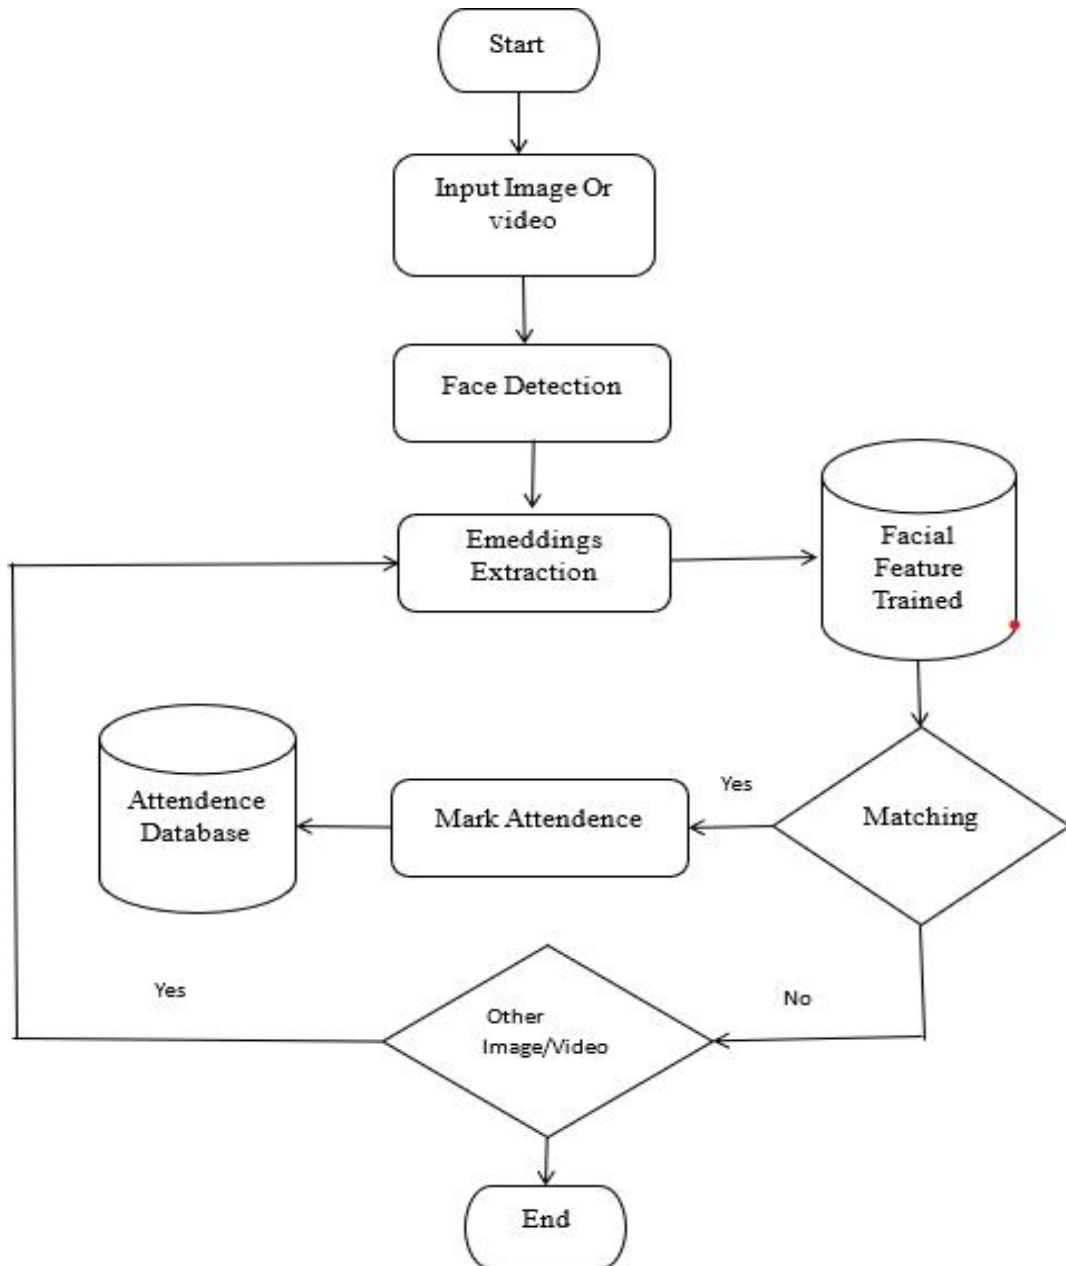 Start
Input Image Or
video
Face Detection
Emeddings
Extraction
Facial
Feature
Trained
Attendence
Database
Mark Attendence
Yes
Matching
Yes
Other
Image/Video
No
End